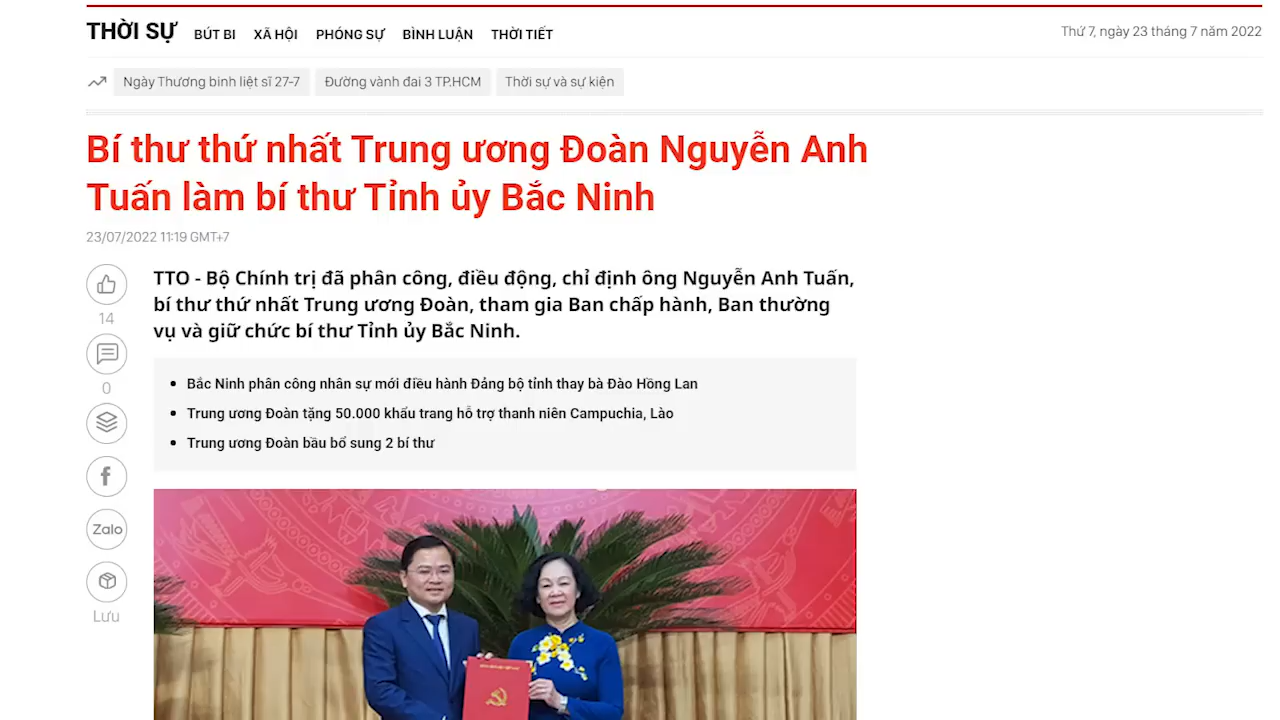 THỜI SỰ BÚT BI XÃ HỘI PHÓNG SỰ BÌNH LUẬN THỜI TIẾT Thứ 7, ngày 23 tháng 7 năm 2022
Ngày Thương binh liệt sĩ 27-7 Đường vành đai 3 TP.HCM Thời sự và sự kiện
Bí thư thứ nhất Trung ương Đoàn Nguyễn Anh
Tuấn làm bí thư Tỉnh ủy Bắc Ninh
23/07/2022 11:19 GMT+7
TTO - Bộ Chính trị đã phân công, điều động, chỉ định ông Nguyễn Anh Tuấn,
bí thư thứ nhất Trung ương Đoàn, tham gia Ban chấp hành, Ban thường
vụ và giữ chức bí thư Tỉnh ủy Bắc Ninh.
14
0
Zalo
Lưu
Bắc Ninh phân công nhân sự mới điều hành Đảng bộ tỉnh thay bà Đào Hồng Lan
Trung ương Đoàn tặng 50.000 khẩu trang hỗ trợ thanh niên Campuchia, Lào
Trung ương Đoàn bầu bổ sung 2 bí thư